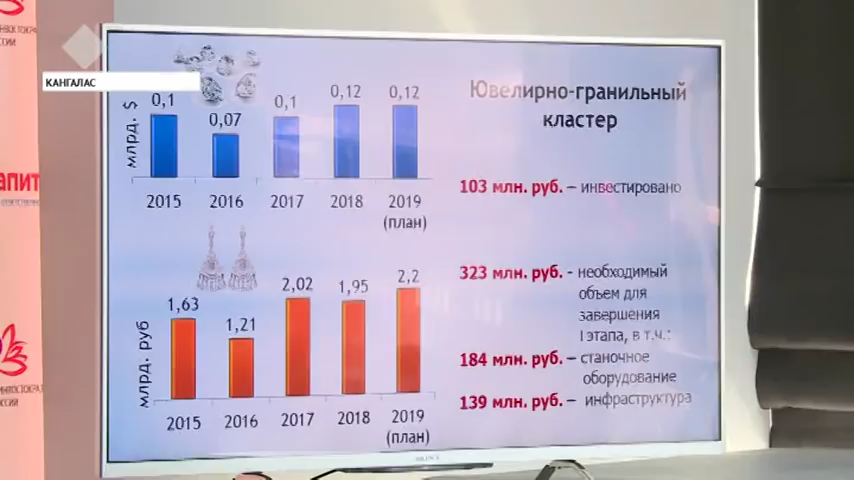 КАНГАЛАС
Ювелирно-гранильный
кластер
млрд. $
0,1
0,07
0,1
0,12
0,12
2015
2016
2017
2018
2019
(план)
103 млн. руб. – инвестировано
млрд. руб
1,63
1,21
2,02
1,95
2,2
2015
2016
2017
2018
2019
(план)
323 млн. руб. - необходимый
объем для
завершения
I этапа, в т.ч.:
184 млн. руб. – станочное
оборудование
139 млн. руб. – инфраструктура
SONY